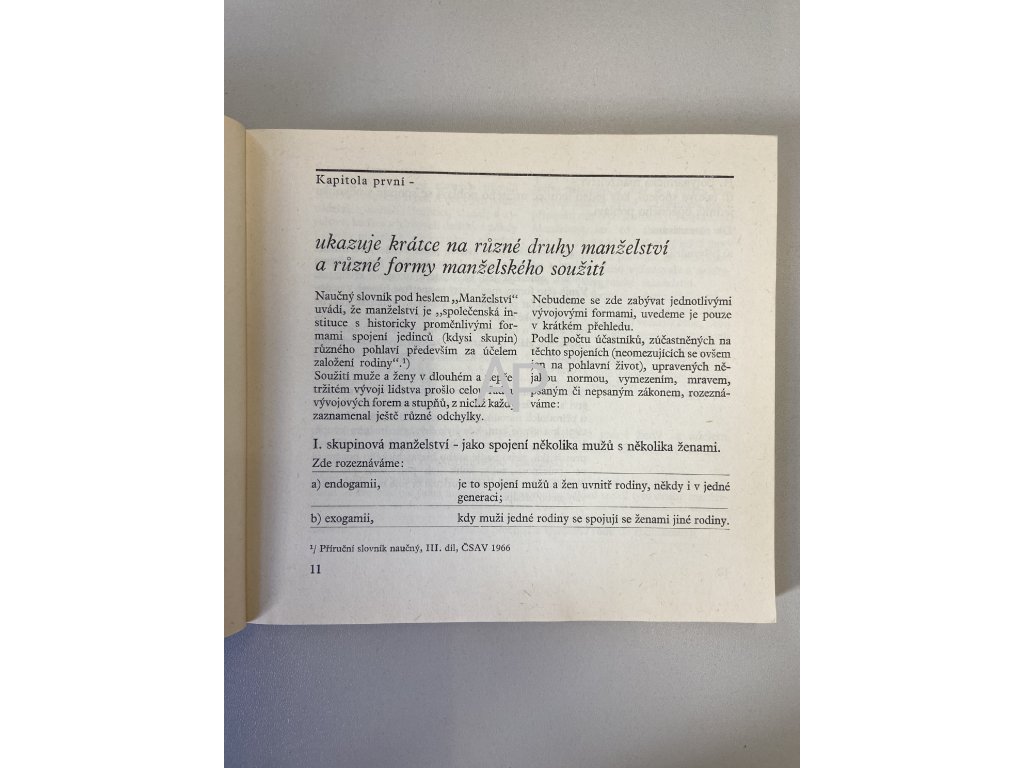 Kapitola první –
ukazuje krátce na různé druhy manželství
a různé formy manželského soužití
Naučný slovník pod heslem „Manželství“
uvádí, že manželství je „společenská in-
stituce s historicky proměnlivými for-
mami spojení jedinců (kdysi skupin)
různého pohlaví především za účelem
založení rodiny“.¹)
Soužití muže a ženy v dlouhém a nepře-
tržitém vývoji lidstva prošlo celou řadou
vývojových forem a stupňů, z nichž každý
zaznamenal ještě různé odchylky.
Nebudeme se zde zabývat jednotlivými
vývojovými formami, uvedeme je pouze
v krátkém přehledu.
Podle počtu účastníků, zúčastněných na
těchto spojeních (neomezujících se ovšem
jen na pohlavní život), upravených ně-
jakou normou, vymezením, mravem,
psaným či nepsaným zákonem, rozezná-
váme:
I. skupinová manželství – jako spojení několika mužů s několika ženami.
Zde rozeznáváme:
a) endogamii, je to spojení mužů a žen uvnitř rodiny, někdy i v jedné
generaci;
b) exogamii, kdy muži jedné rodiny se spojují se ženami jiné rodiny.
¹/ Příruční slovník naučný, III. díl, ČSAV 1966
11
AP